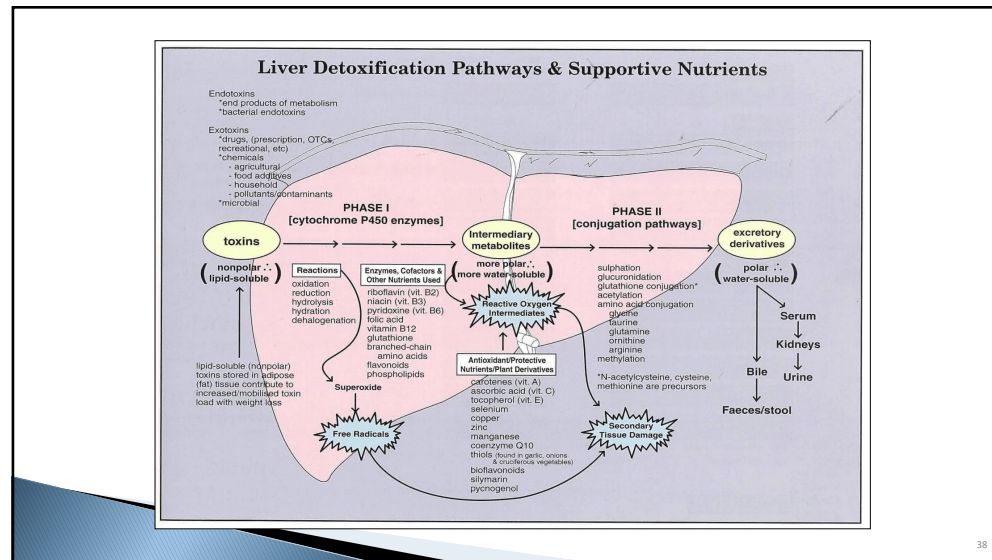 Liver Detoxification Pathways & Supportive Nutrients
Endotoxins
*end products of metabolism
*bacterial endotoxins
Exotoxins
*drugs, (prescription, OTCs,
recreational, etc)
*chemicals
- agricultural
- food additives
- household
- pollutants/contaminants
*microbial
PHASE I
[cytochrome P450 enzymes]
PHASE II
[conjugation pathways]
toxins
(nonpolar ∴
lipid-soluble)
Intermediary
metabolites
(more polar ∴
more water-soluble)
excretory
derivatives
(polar ∴
water-soluble)
Reactions
oxidation
reduction
hydrolysis
hydration
dehalogenation
Enzymes, Cofactors &
Other Nutrients Used
riboflavin (vit. B2)
niacin (vit. B3)
pyridoxine (vit. B6)
folic acid
vitamin B12
glutathione
branched-chain
amino acids
flavonoids
phospholipids
Reactive Oxygen
Intermediates
sulphation
glucuronidation
glutathione conjugation*
acetylation
amino acid conjugation
glycine
taurine
glutamine
ornithine
arginine
methylation
*N-acetylcysteine, cysteine,
methionine are precursors
Serum
Kidneys
Urine
Bile
Faeces/stool
lipid-soluble (nonpolar)
toxins stored in adipose
(fat) tissue contribute to
increased/mobilised toxin
load with weight loss
Superoxide
Free Radicals
Antioxidant/Protective
Nutrients/Plant Derivatives
carotenes (vit. A)
ascorbic acid (vit. C)
tocopherol (vit. E)
selenium
copper
zinc
manganese
coenzyme Q10
thiols (found in garlic, onions
& cruciferous vegetables)
bioflavonoids
silymarin
pycnogenol
Secondary
Tissue Damage
38